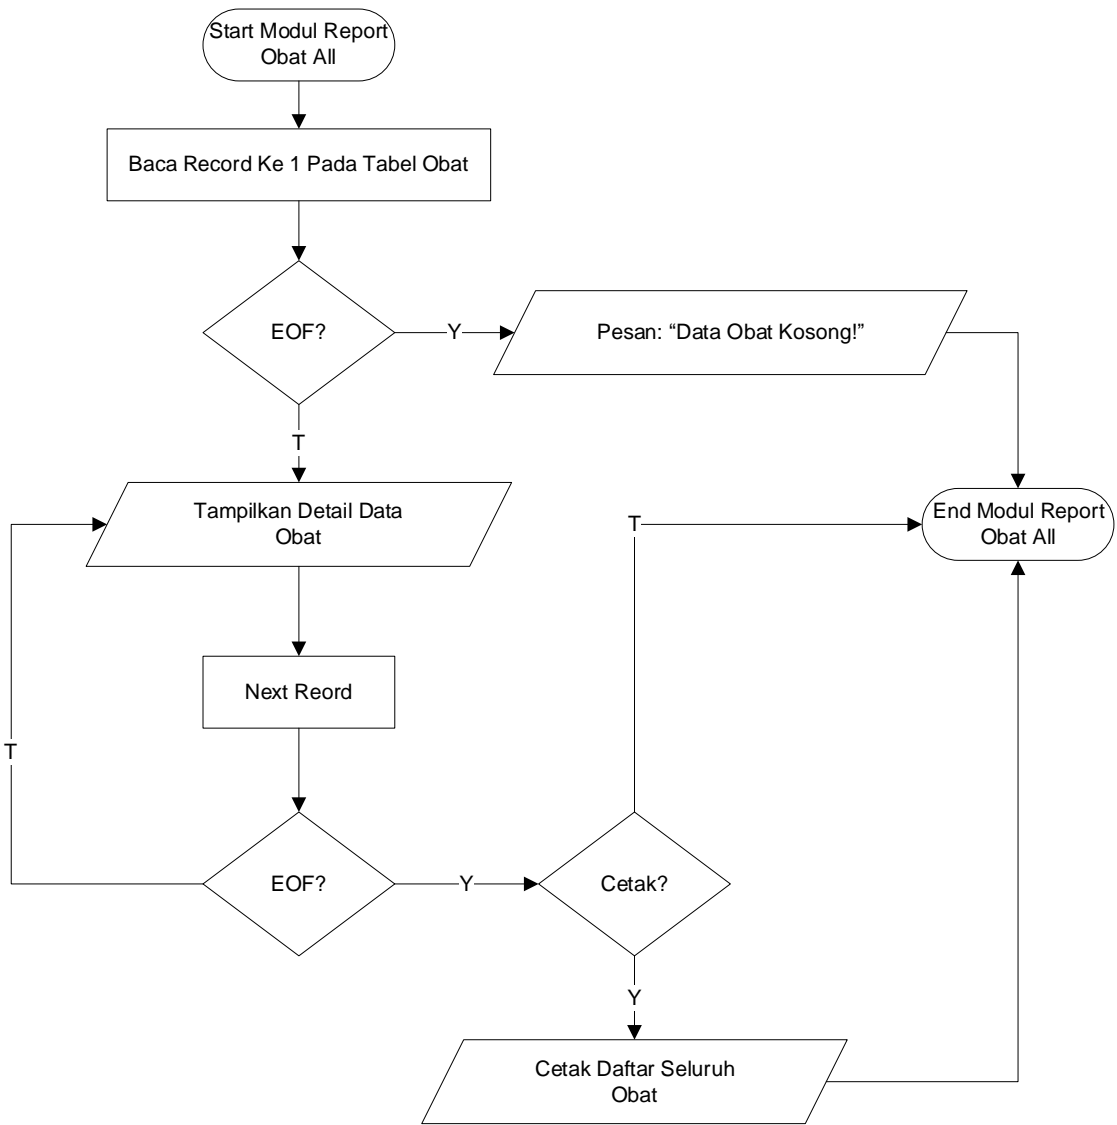 Start Modul Report
Obat All
Baca Record Ke 1 Pada Tabel Obat
EOF?
Y
Pesan: “Data Obat Kosong!”
T
Tampilkan Detail Data
Obat
T
End Modul Report
Obat All
Next Reord
T
EOF?
Y
Cetak?
Y
Cetak Daftar Seluruh
Obat